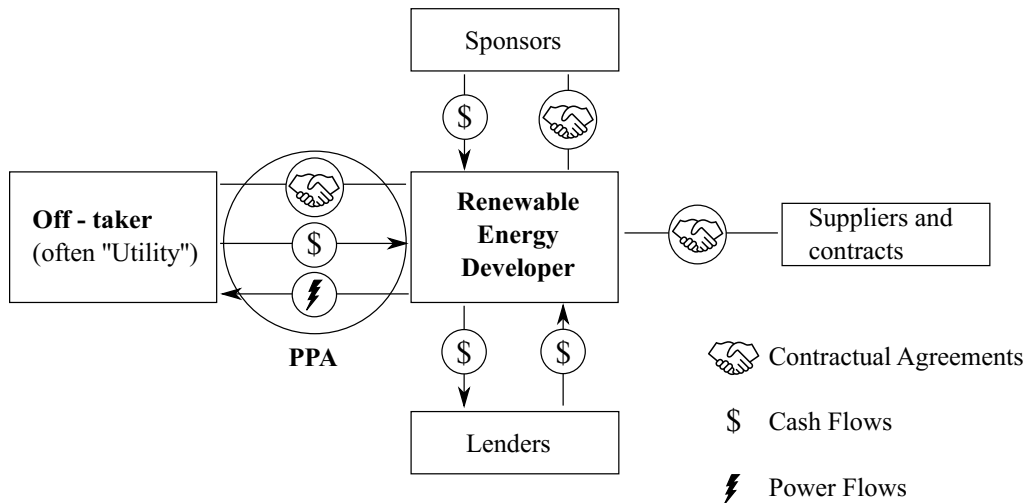 Sponsors
$
Off - taker
(often "Utility")
$
PPA
Renewable
Energy
Developer
Suppliers and
contracts
$
$
Lenders
Contractual Agreements
$ Cash Flows
Power Flows